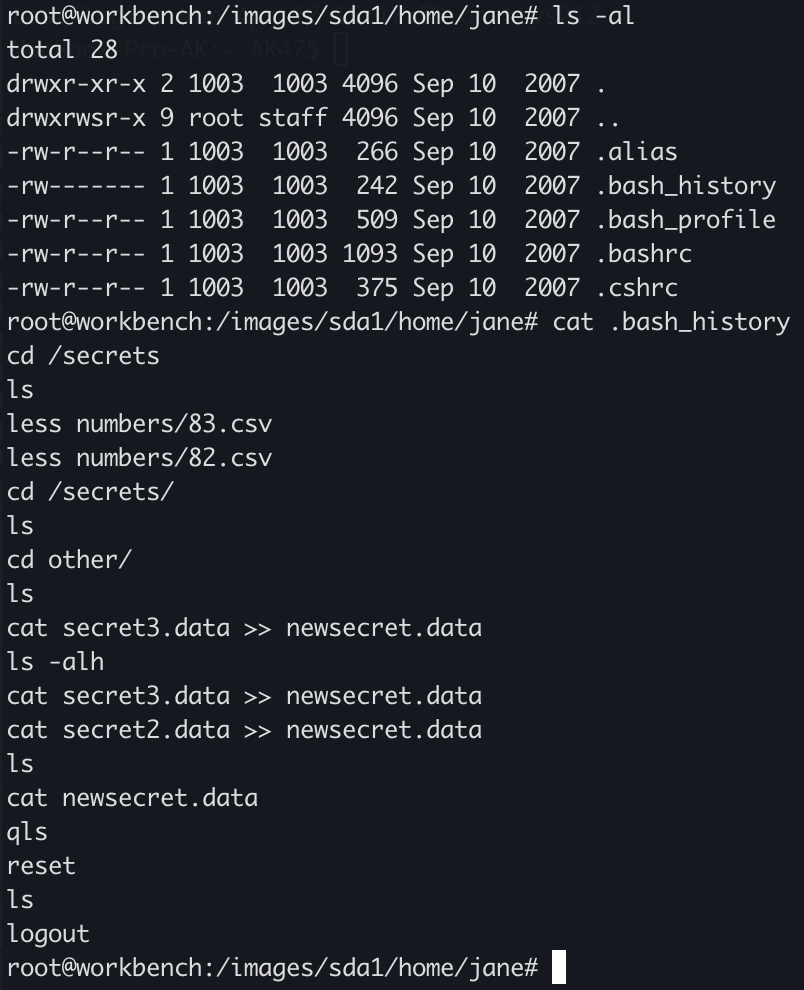 root@workbench:/images/sda1/home/jane# ls -al
total 28
drwxr-xr-x 2 1003  1003 4096 Sep 10  2007 .
drwxrwsr-x 9 root staff 4096 Sep 10  2007 ..
-rw-r--r-- 1 1003  1003  266 Sep 10  2007 .alias
-rw------- 1 1003  1003  242 Sep 10  2007 .bash_history
-rw-r--r-- 1 1003  1003  509 Sep 10  2007 .bash_profile
-rw-r--r-- 1 1003  1003 1093 Sep 10  2007 .bashrc
-rw-r--r-- 1 1003  1003  375 Sep 10  2007 .cshrc
root@workbench:/images/sda1/home/jane# cat .bash_history
cd /secrets
ls
less numbers/83.csv
less numbers/82.csv
cd /secrets/
ls
cd other/
ls
cat secret3.data >> newsecret.data
ls -alh
cat secret3.data >> newsecret.data
cat secret2.data >> newsecret.data
ls
cat newsecret.data
qls
reset
ls
logout
root@workbench:/images/sda1/home/jane#